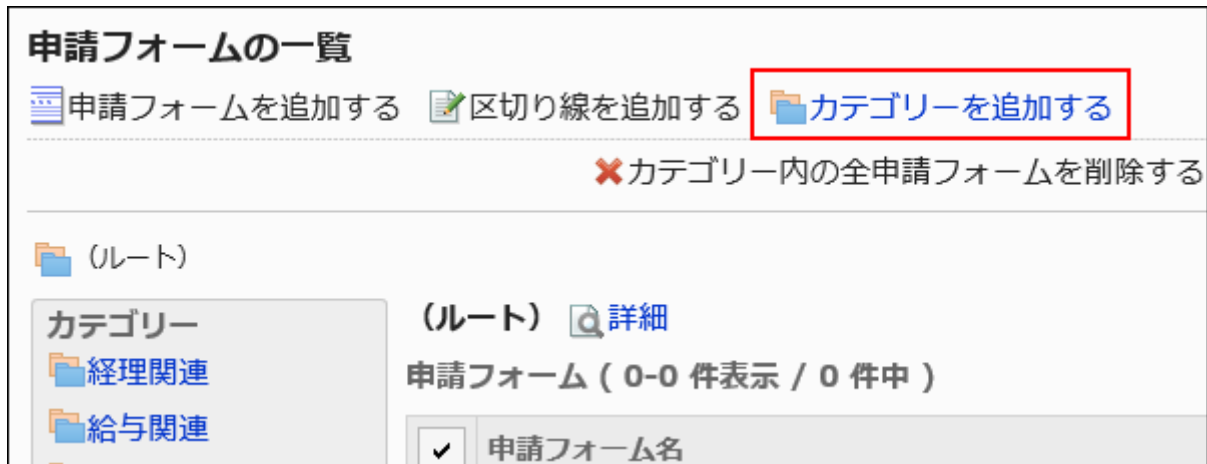 申請フォームの一覧
申請フォームを追加する 区切り線を追加する カテゴリーを追加する
カテゴリー内の全申請フォームを削除する
（ルート）
カテゴリー
経理関連
給与関連
（ルート） 詳細
申請フォーム ( 0-0 件表示 / 0 件中 )
申請フォーム名